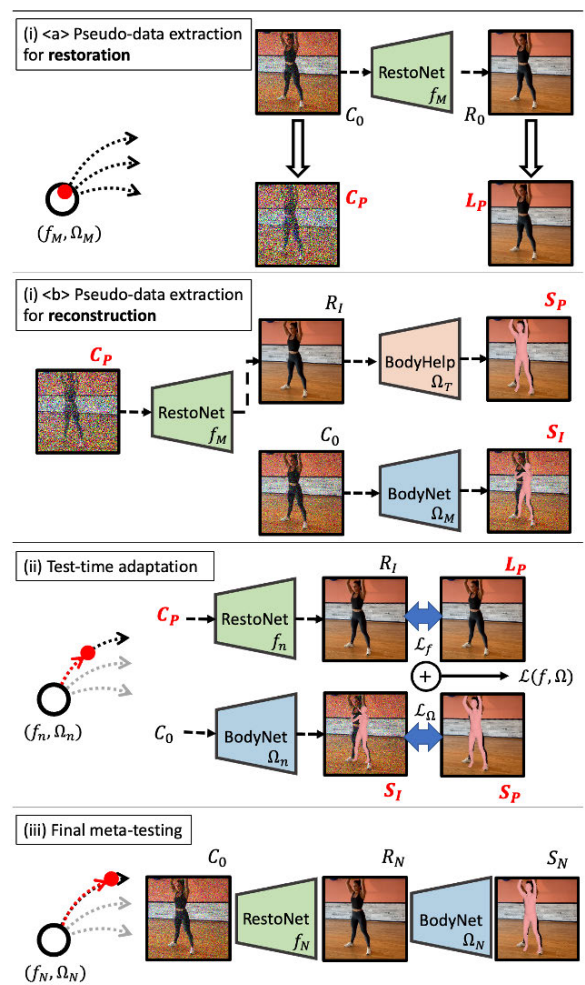 (i) <a> Pseudo-data extraction
for restoration
RestoNet
f_M
C_0
R_0
C_P
L_P
(f_M, Ω_M)
(i) <b> Pseudo-data extraction
for reconstruction
R_I
S_P
C_P
BodyHelp
Ω_T
RestoNet
f_M
C_0
S_I
BodyNet
Ω_M
(ii) Test-time adaptation
R_I
L_P
C_P
RestoNet
f_n
ℒ_f
+
ℒ(f, Ω)
(f_n, Ω_n)
C_0
BodyNet
Ω_n
ℒ_Ω
S_I
S_P
(iii) Final meta-testing
C_0
R_N
S_N
RestoNet
f_N
BodyNet
Ω_N
(f_N, Ω_N)